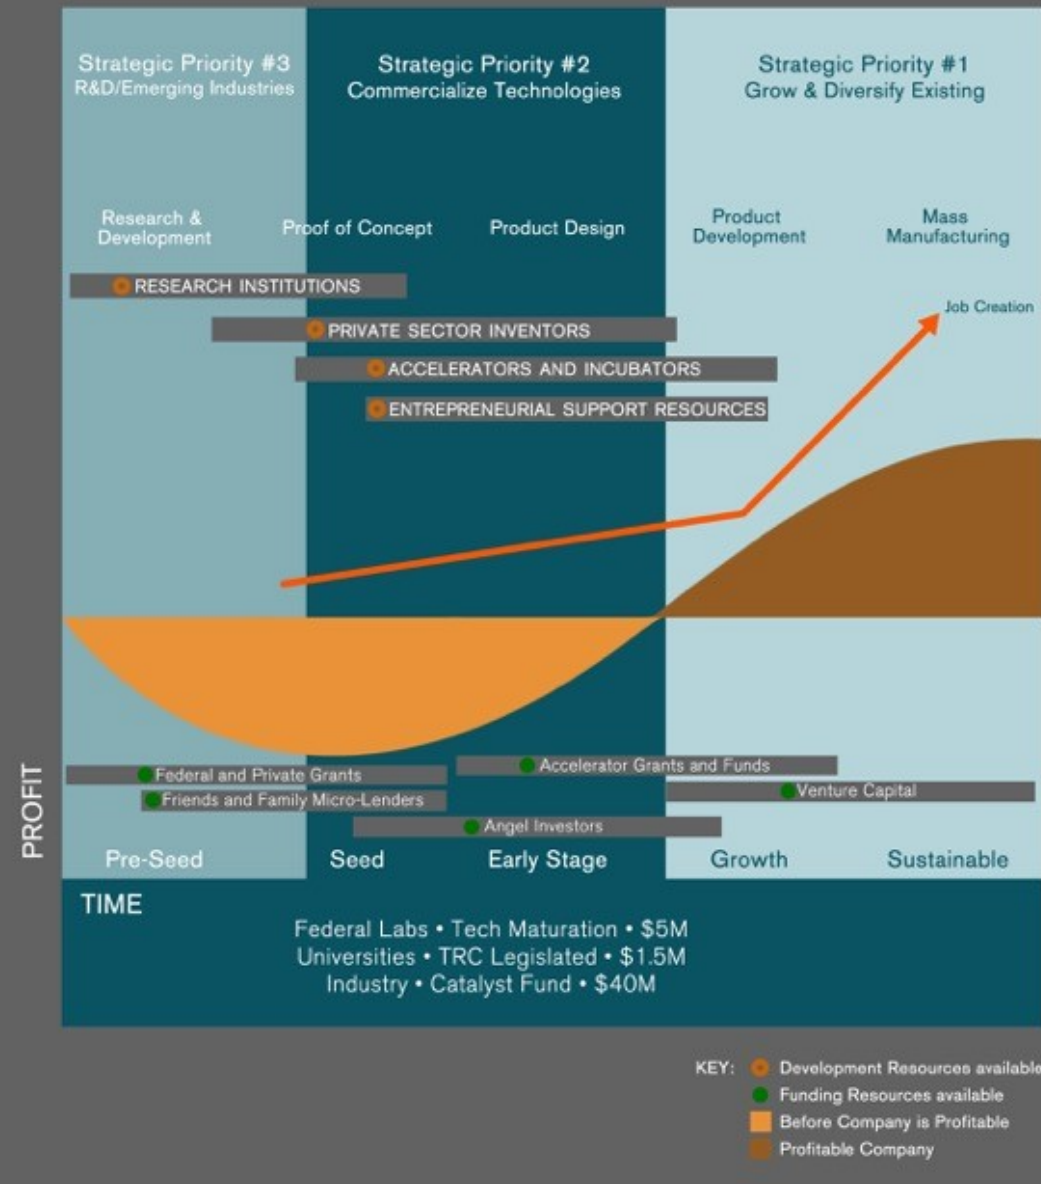 Strategic Priority #3
R&D/Emerging Industries
Strategic Priority #2
Commercialize Technologies
Strategic Priority #1
Grow & Diversify Existing
Research &
Development
Proof of Concept
Product Design
Product
Development
Mass
Manufacturing
RESEARCH INSTITUTIONS
Job Creation
PRIVATE SECTOR INVENTORS
ACCELERATORS AND INCUBATORS
ENTREPRENEURIAL SUPPORT RESOURCES
PROFIT
Federal and Private Grants
Accelerator Grants and Funds
Friends and Family Micro-Lenders
Venture Capital
Angel Investors
Pre-Seed
Seed
Early Stage
Growth
Sustainable
TIME
Federal Labs • Tech Maturation • $5M
Universities • TRC Legislated • $1.5M
Industry • Catalyst Fund • $40M
KEY:
Development Resources available
Funding Resources available
Before Company is Profitable
Profitable Company